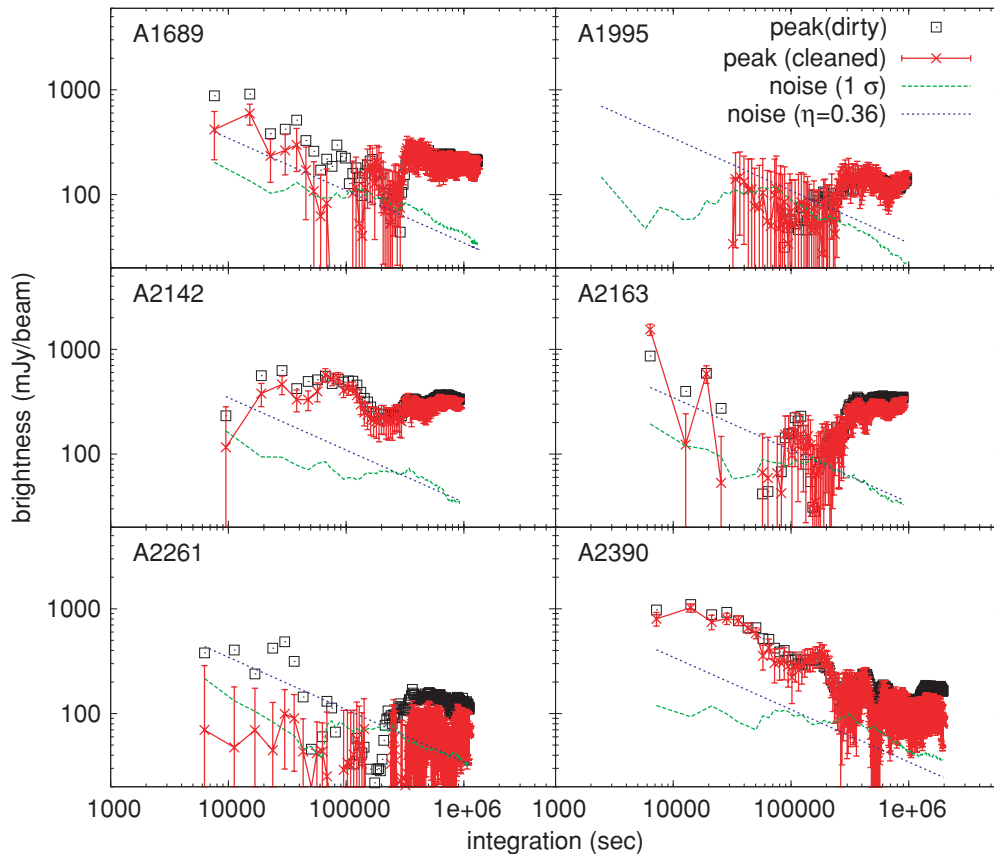 A1689
A1995
peak(dirty)
peak (cleaned)
noise (1 σ)
noise (η=0.36)
1000
100
A2142
A2163
1000
100
A2261
A2390
1000
100
brightness (mJy/beam)
1000 10000 100000 1e+06 1000 10000 100000 1e+06
integration (sec)